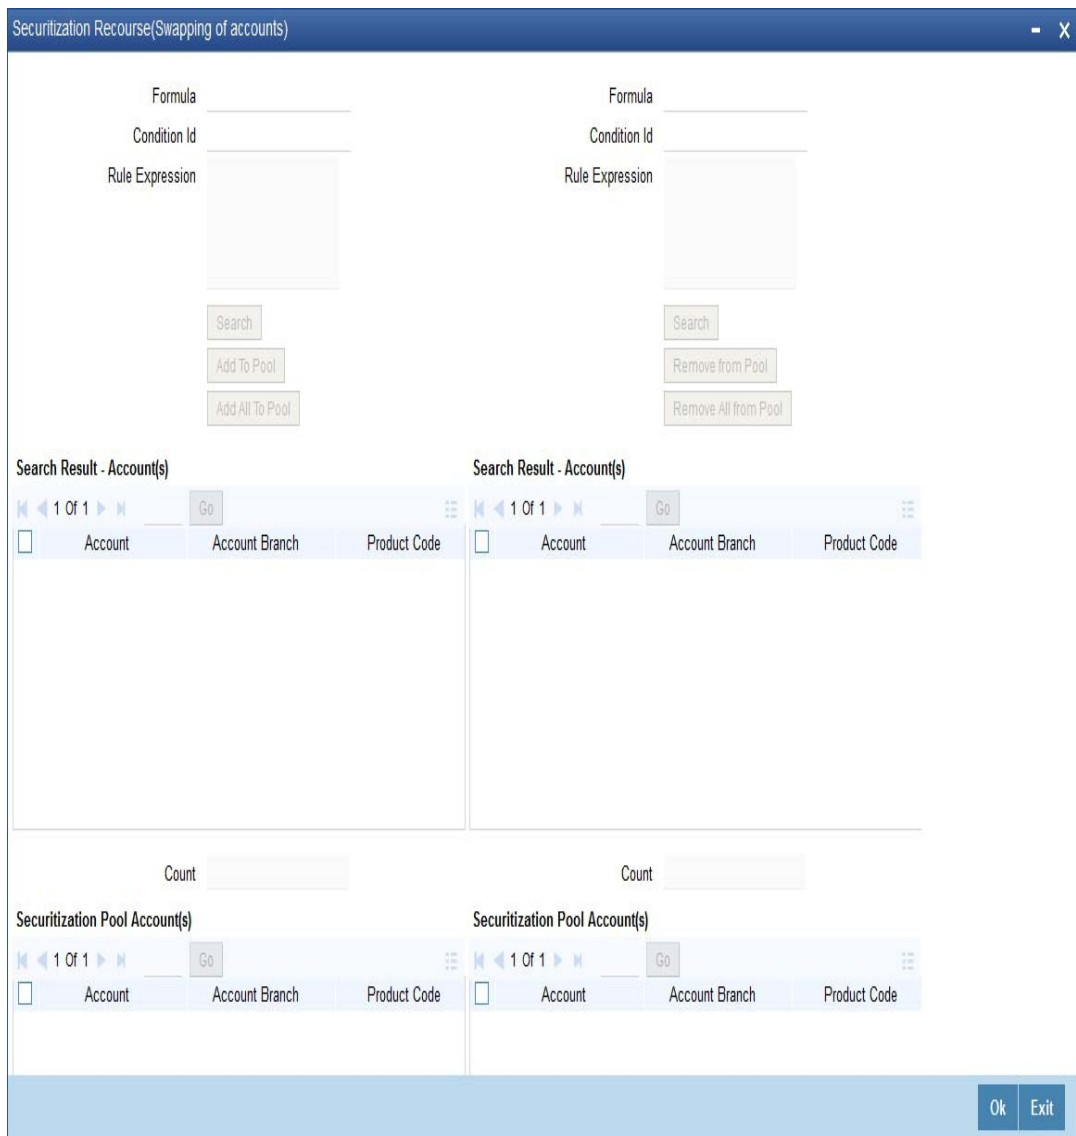 Securitization Recourse(Swapping of accounts) - X
Formula Formula
Condition Id Condition Id
Rule Expression Rule Expression
Search Search
Add To Pool Remove from Pool
Add All To Pool Remove All from Pool
Search Result - Account(s) Search Result - Account(s)
1 Of 1 Go 1 Of 1 Go
Account Account Branch Product Code Account Account Branch Product Code
Count Count
Securitization Pool Account(s) Securitization Pool Account(s)
1 Of 1 Go 1 Of 1 Go
Account Account Branch Product Code Account Account Branch Product Code
Ok Exit